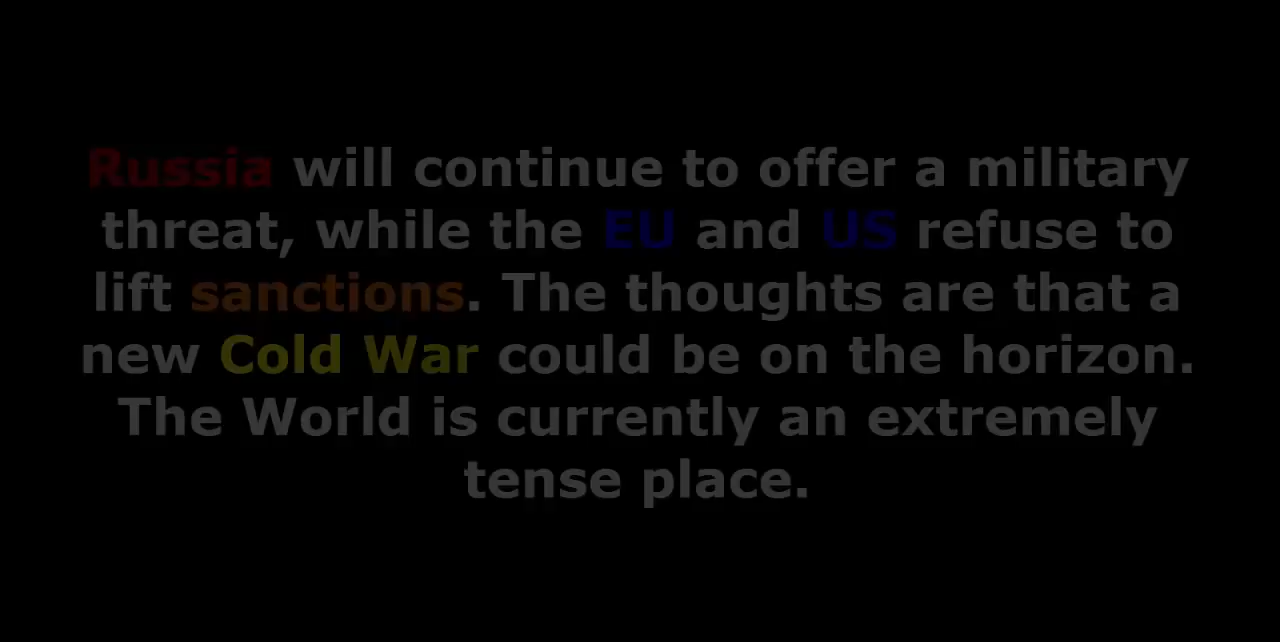 Russia will continue to offer a military
threat, while the EU and US refuse to
lift sanctions. The thoughts are that a
new Cold War could be on the horizon.
The World is currently an extremely
tense place.